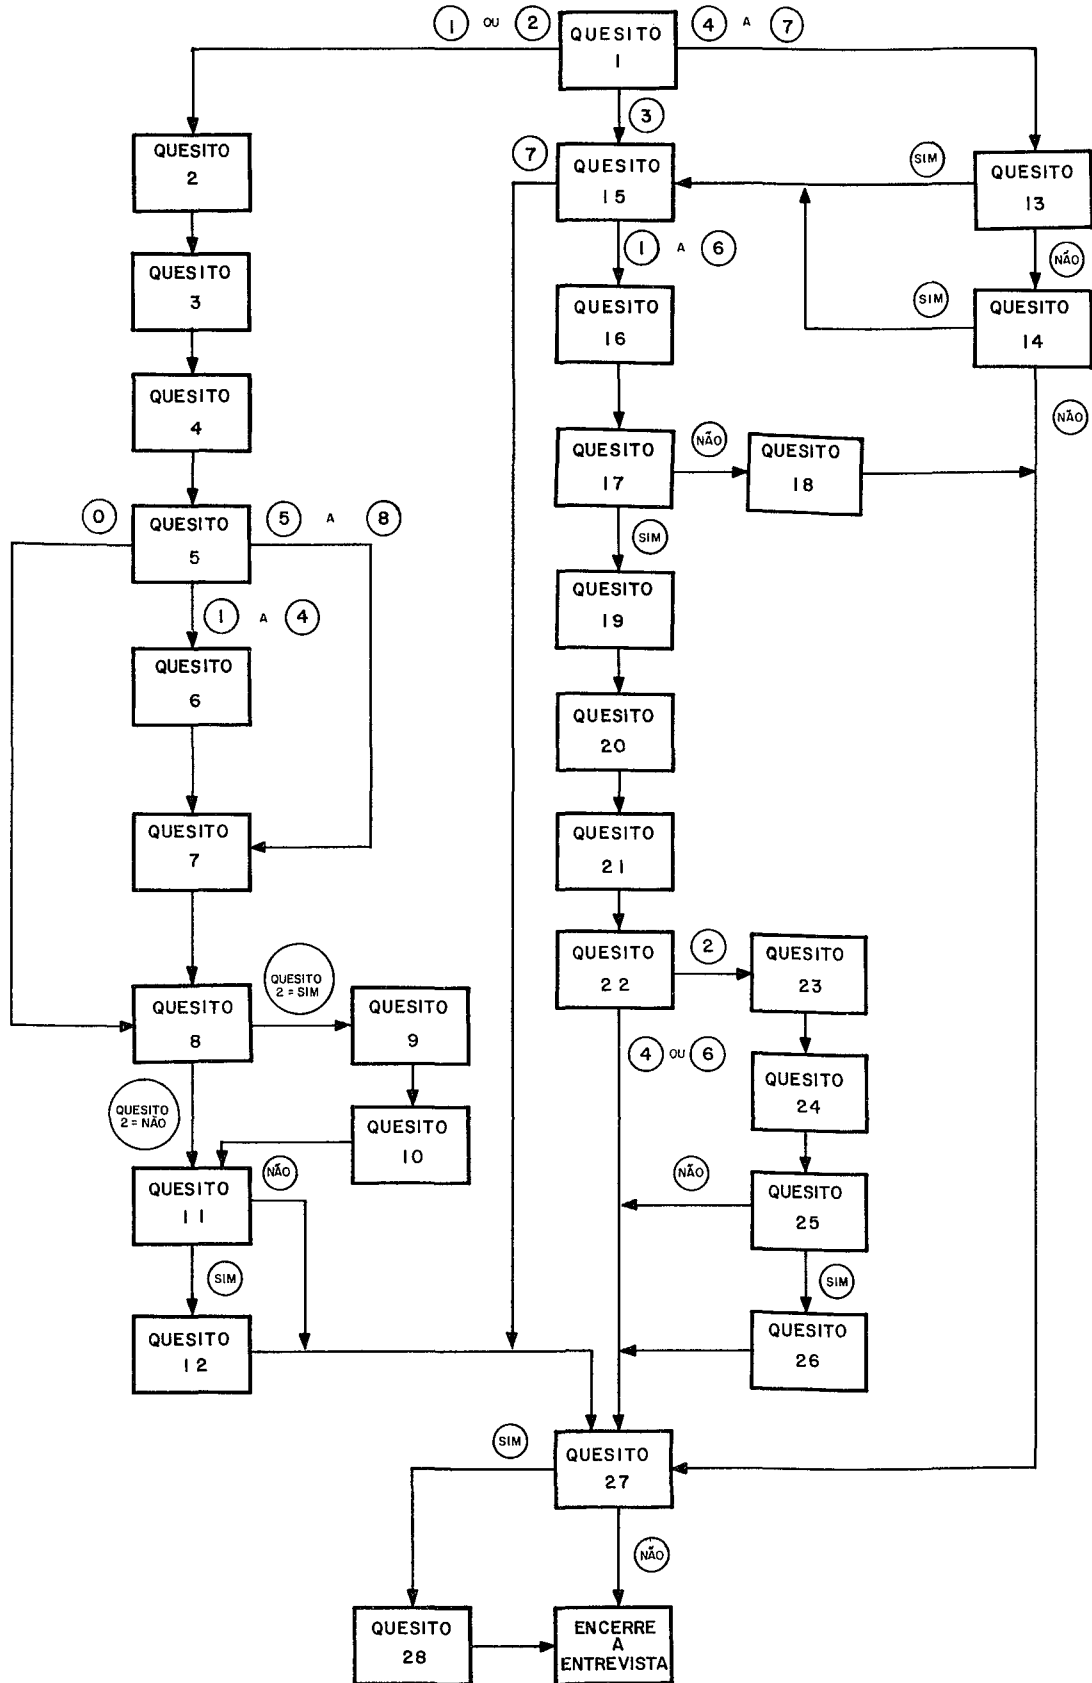 1 OU 2
QUESITO
1
4 A 7
3
QUESITO
2
7
QUESITO
15
SIM
QUESITO
13
1 A 6
NÃO
QUESITO
3
QUESITO
16
SIM
QUESITO
14
QUESITO
4
NÃO
QUESITO
17
NÃO
QUESITO
18
0
QUESITO
5
5 A 8
SIM
1 A 4
QUESITO
19
QUESITO
6
QUESITO
20
QUESITO
7
QUESITO
21
QUESITO
22
2
QUESITO
23
QUESITO
2 = SIM
QUESITO
8
QUESITO
9
4 OU 6
QUESITO
24
QUESITO
2 = NÃO
QUESITO
10
NÃO
QUESITO
11
NÃO
QUESITO
25
SIM
SIM
QUESITO
12
QUESITO
26
SIM
QUESITO
27
NÃO
QUESITO
28
ENCERRE
A
ENTREVISTA